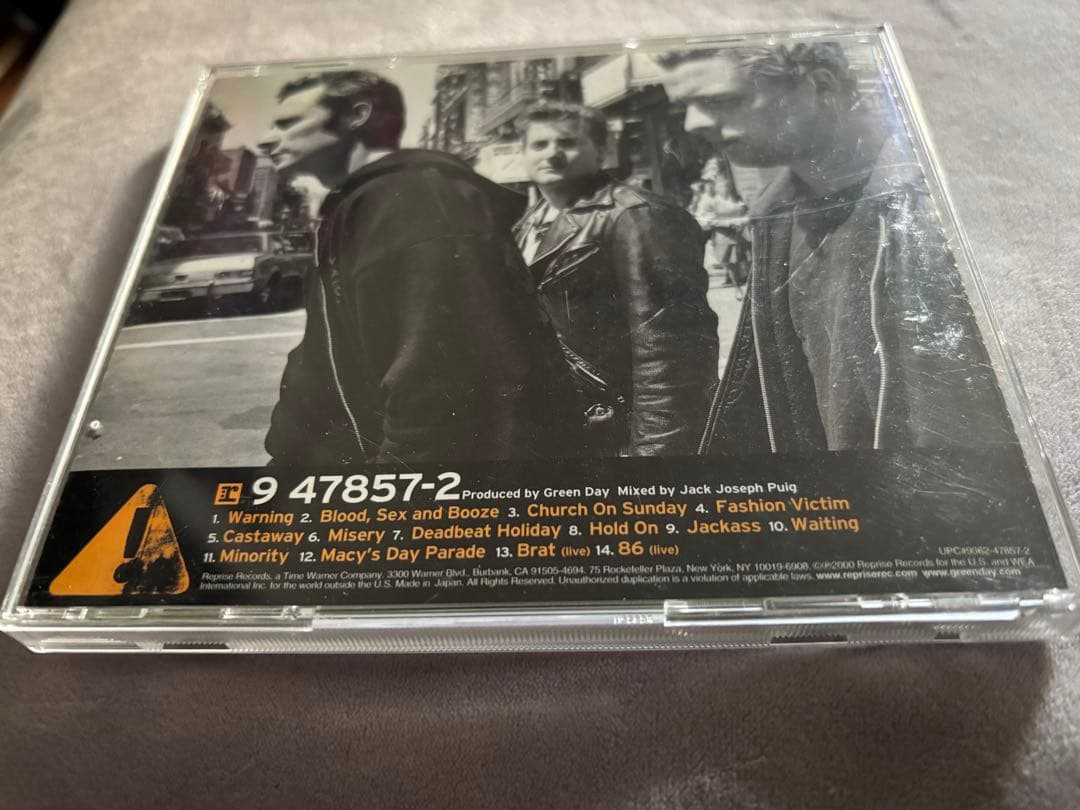 9 47857-2 Produced by Green Day Mixed by Jack Joseph Puig
1. Warning 2. Blood, Sex and Booze 3. Church On Sunday 4. Fashion Victim
5. Castaway 6. Misery 7. Deadbeat Holiday 8. Hold On 9. Jackass 10. Waiting
11. Minority 12. Macy's Day Parade 13. Brat (live) 14. 86 (live)
UPC#9362-47857-2
Reprise Records, a Time Warner Company. 3300 Warner Blvd., Burbank, CA 91505-4694. 75 Rockefeller Plaza, New York, NY 10019-6908. ©℗2000 Reprise Records for the U.S. and WEA
International Inc. for the world outside the U.S. Made in Japan. All Rights Reserved. Unauthorized duplication is a violation of applicable laws. www.repriserec.com www.greenday.com